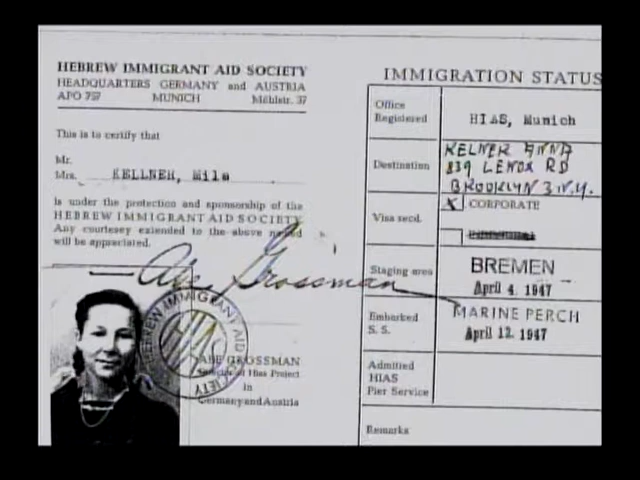 HEBREW IMMIGRANT AID SOCIETY
HEADQUARTERS GERMANY and AUSTRIA
APO 757 MUNICH Möhlstr. 37
This is to certify that
Mr.
Mrs. KELLNER, Mila
is under the protection and sponsorship of the
HEBREW IMMIGRANT AID SOCIETY.
Any courtesy extended to the above named
will be appreciated.
Abe Grossman
HEBREW IMMIGRANT AID SOCIETY
HIAS
ABE GROSSMAN
Director of Hias Project
in
Germany and Austria
IMMIGRATION STATUS
Office
Registered
HIAS, Munich
Destination
KELNER ANNA
839 LENOX RD
BROOKLYN 3 N.Y.
Visa secd.
X CORPORATE
Staging area
BREMEN
April 4. 1947
Embarked
S. S.
MARINE PERCH
April 12. 1947
Admitted
HIAS
Pier Service
Remarks